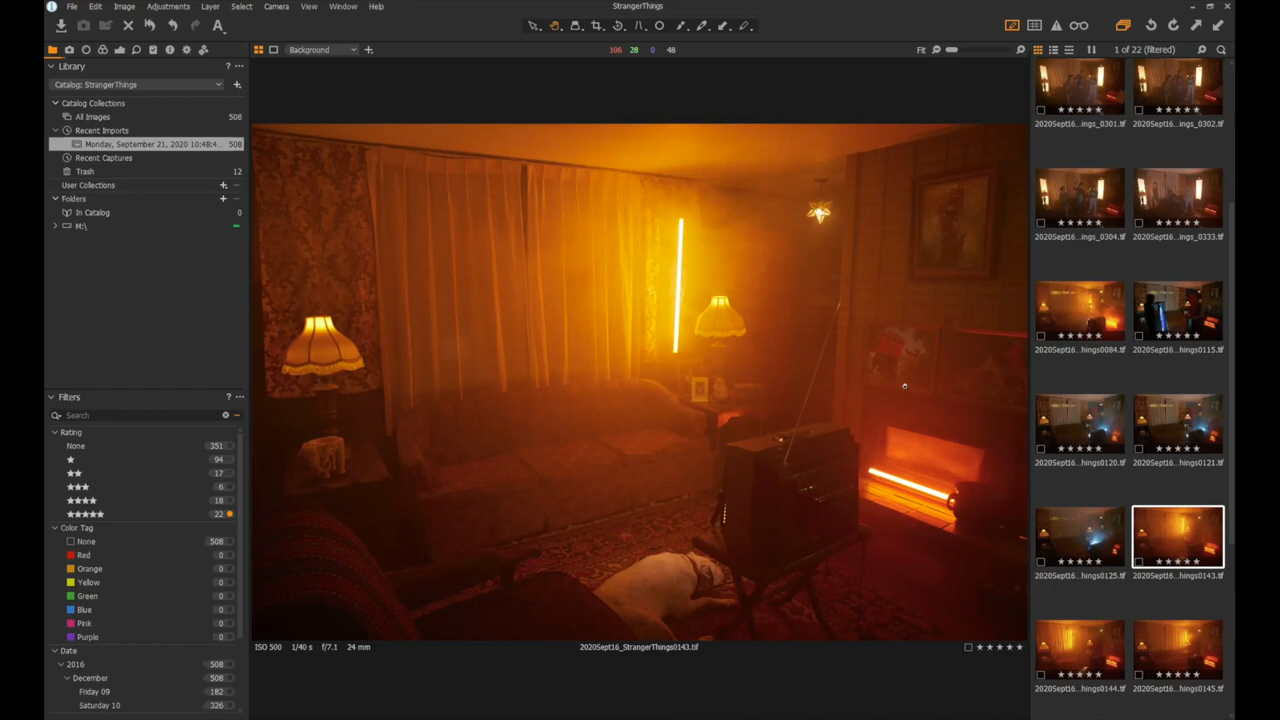 StrangerThings
File Edit Image Adjustments Layer Select Camera View Window Help
Background
106 28 0 48
Fit
1 of 22 (filtered)
Library
Catalog: StrangerThings
Catalog Collections
All Images 508
Recent Imports
Monday, September 21, 2020 10:48:4... 508
Recent Captures
Trash 12
User Collections
Folders
In Catalog 0
M:\
Filters
Search
Rating
None 351
94
17
6
18
22
Color Tag
None 508
Red 0
Orange 0
Yellow 0
Green 0
Blue 0
Pink 0
Purple 0
Date
2016 508
December 508
Friday 09 182
Saturday 10 326
ISO 500 1/40 s f/7.1 24 mm
2020Sept16_StrangerThings0143.tif
2020Sept16...ings_0301.tif 2020Sept16...ings_0302.tif
2020Sept16...ings_0304.tif 2020Sept16...ings_0333.tif
2020Sept16...hings0084.tif 2020Sept16...hings0115.tif
2020Sept16...hings0120.tif 2020Sept16...hings0121.tif
2020Sept16...hings0125.tif 2020Sept16...hings0143.tif
2020Sept16...hings0144.tif 2020Sept16...hings0145.tif